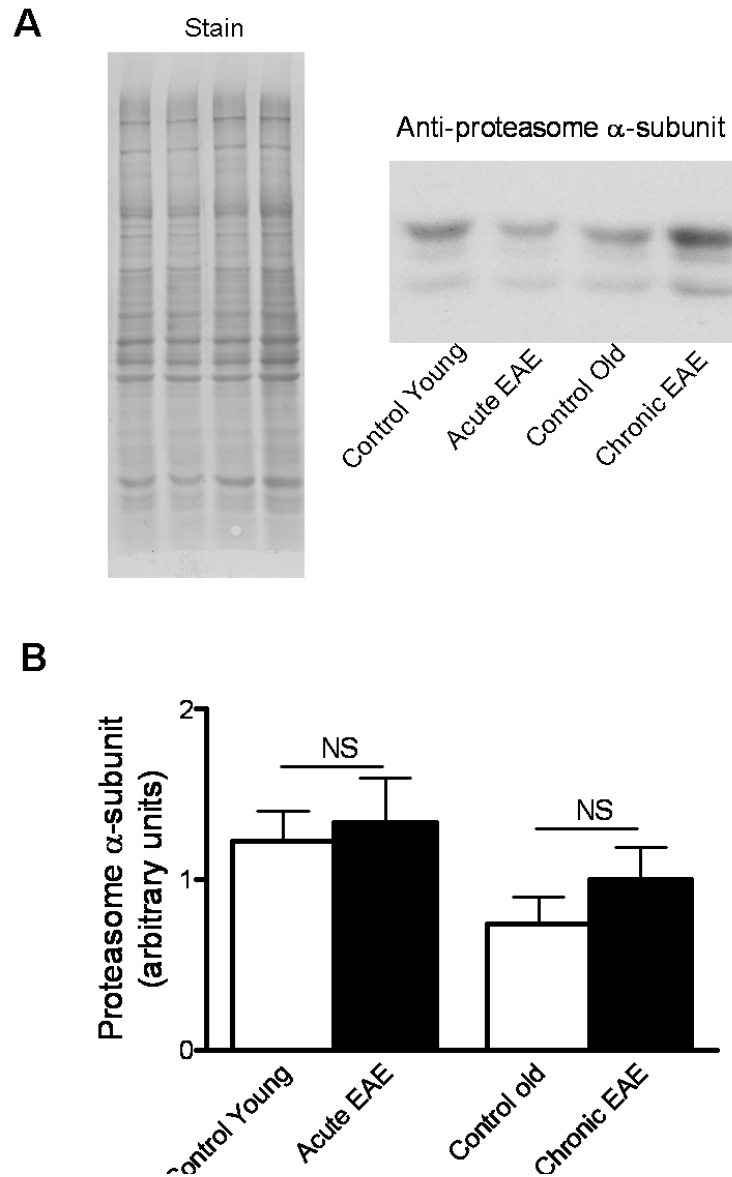 A
Stain
Anti-proteasome α-subunit
Control Young
Acute EAE
Control Old
Chronic EAE
B
Proteasome α-subunit
(arbitrary units)
2
1
0
NS
NS
Control Young
Acute EAE
Control old
Chronic EAE